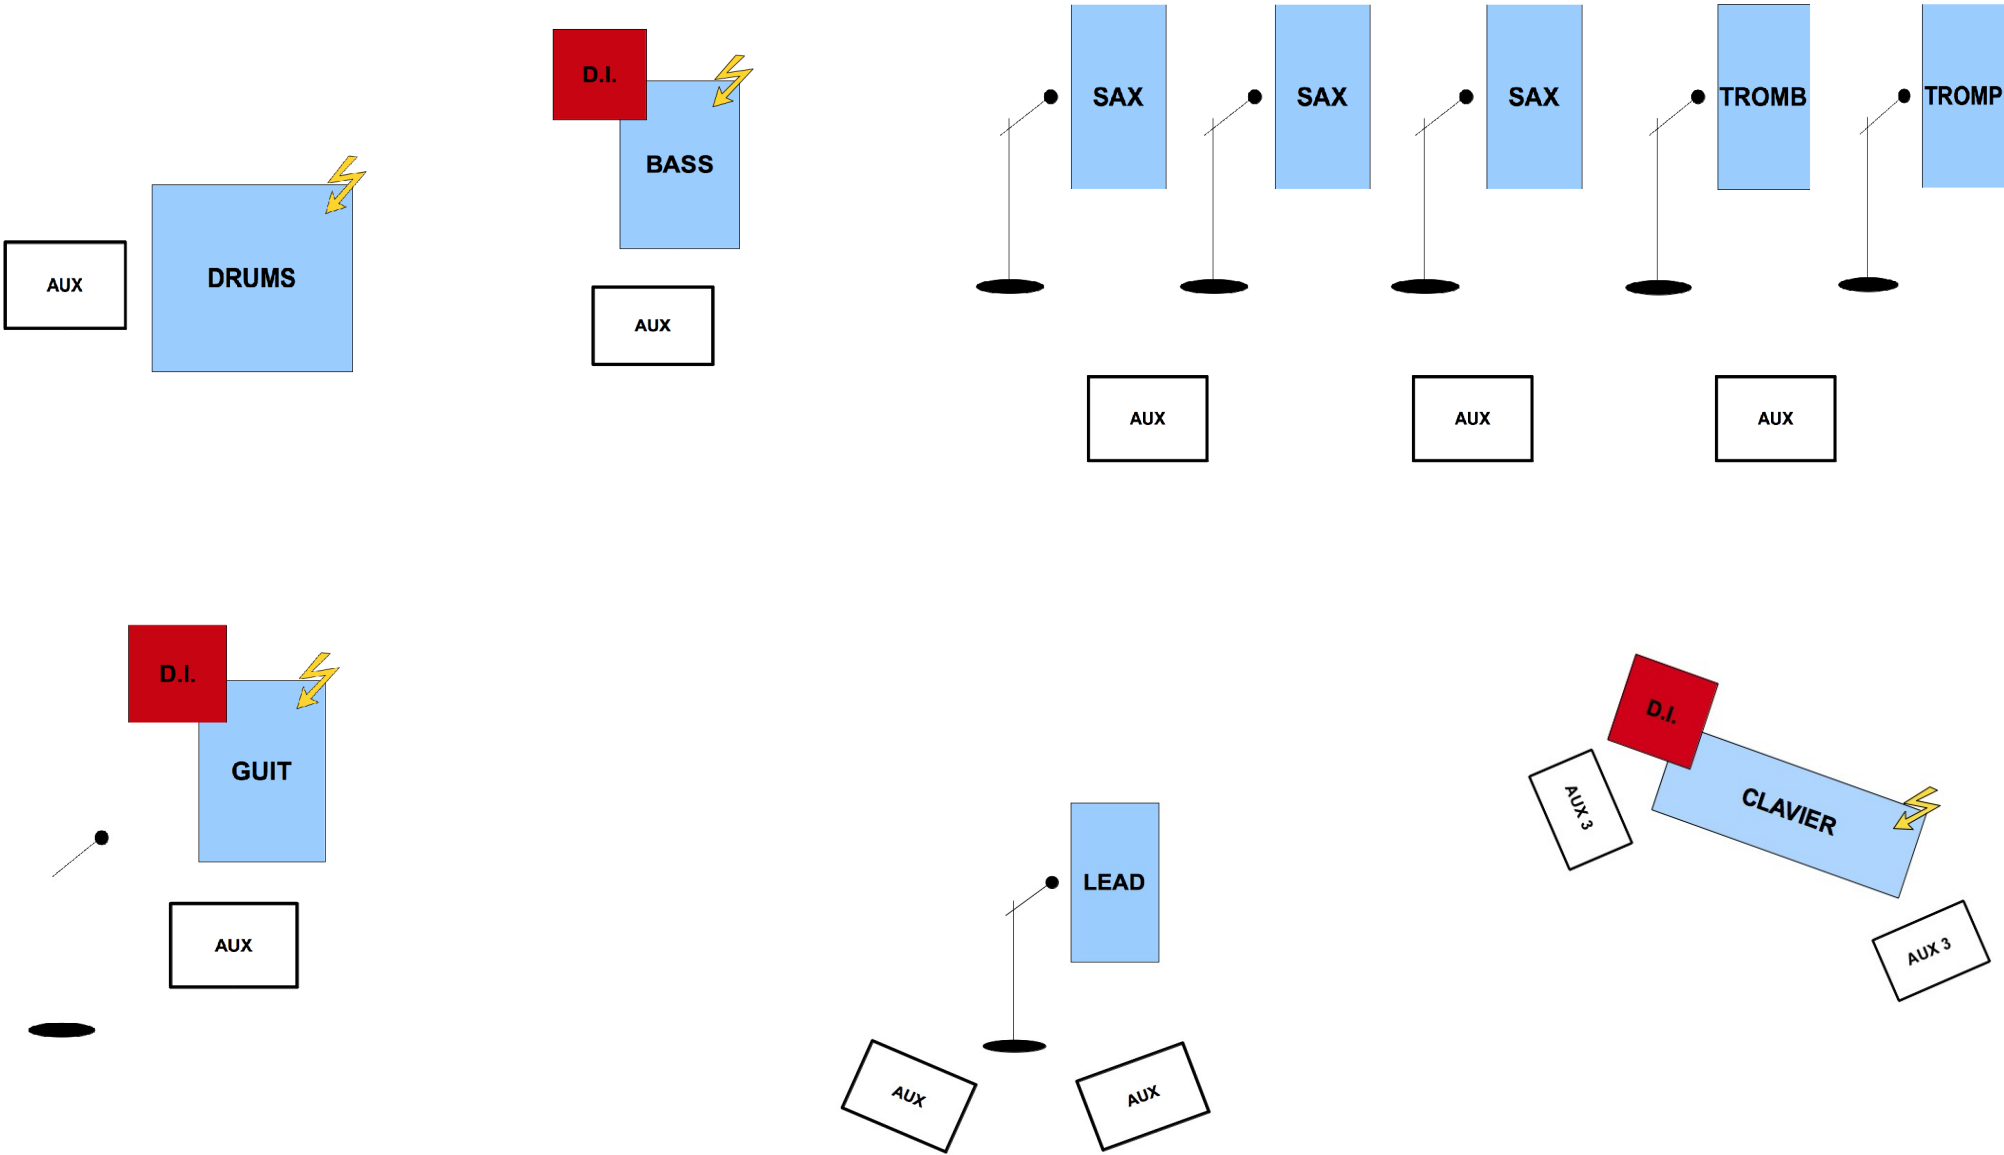 D.I.
BASS
AUX
DRUMS
AUX
SAX
SAX
SAX
TROMB
TROMP
AUX
AUX
AUX
D.I.
GUIT
AUX
LEAD
AUX
AUX
D.I.
CLAVIER
AUX 3
AUX 3